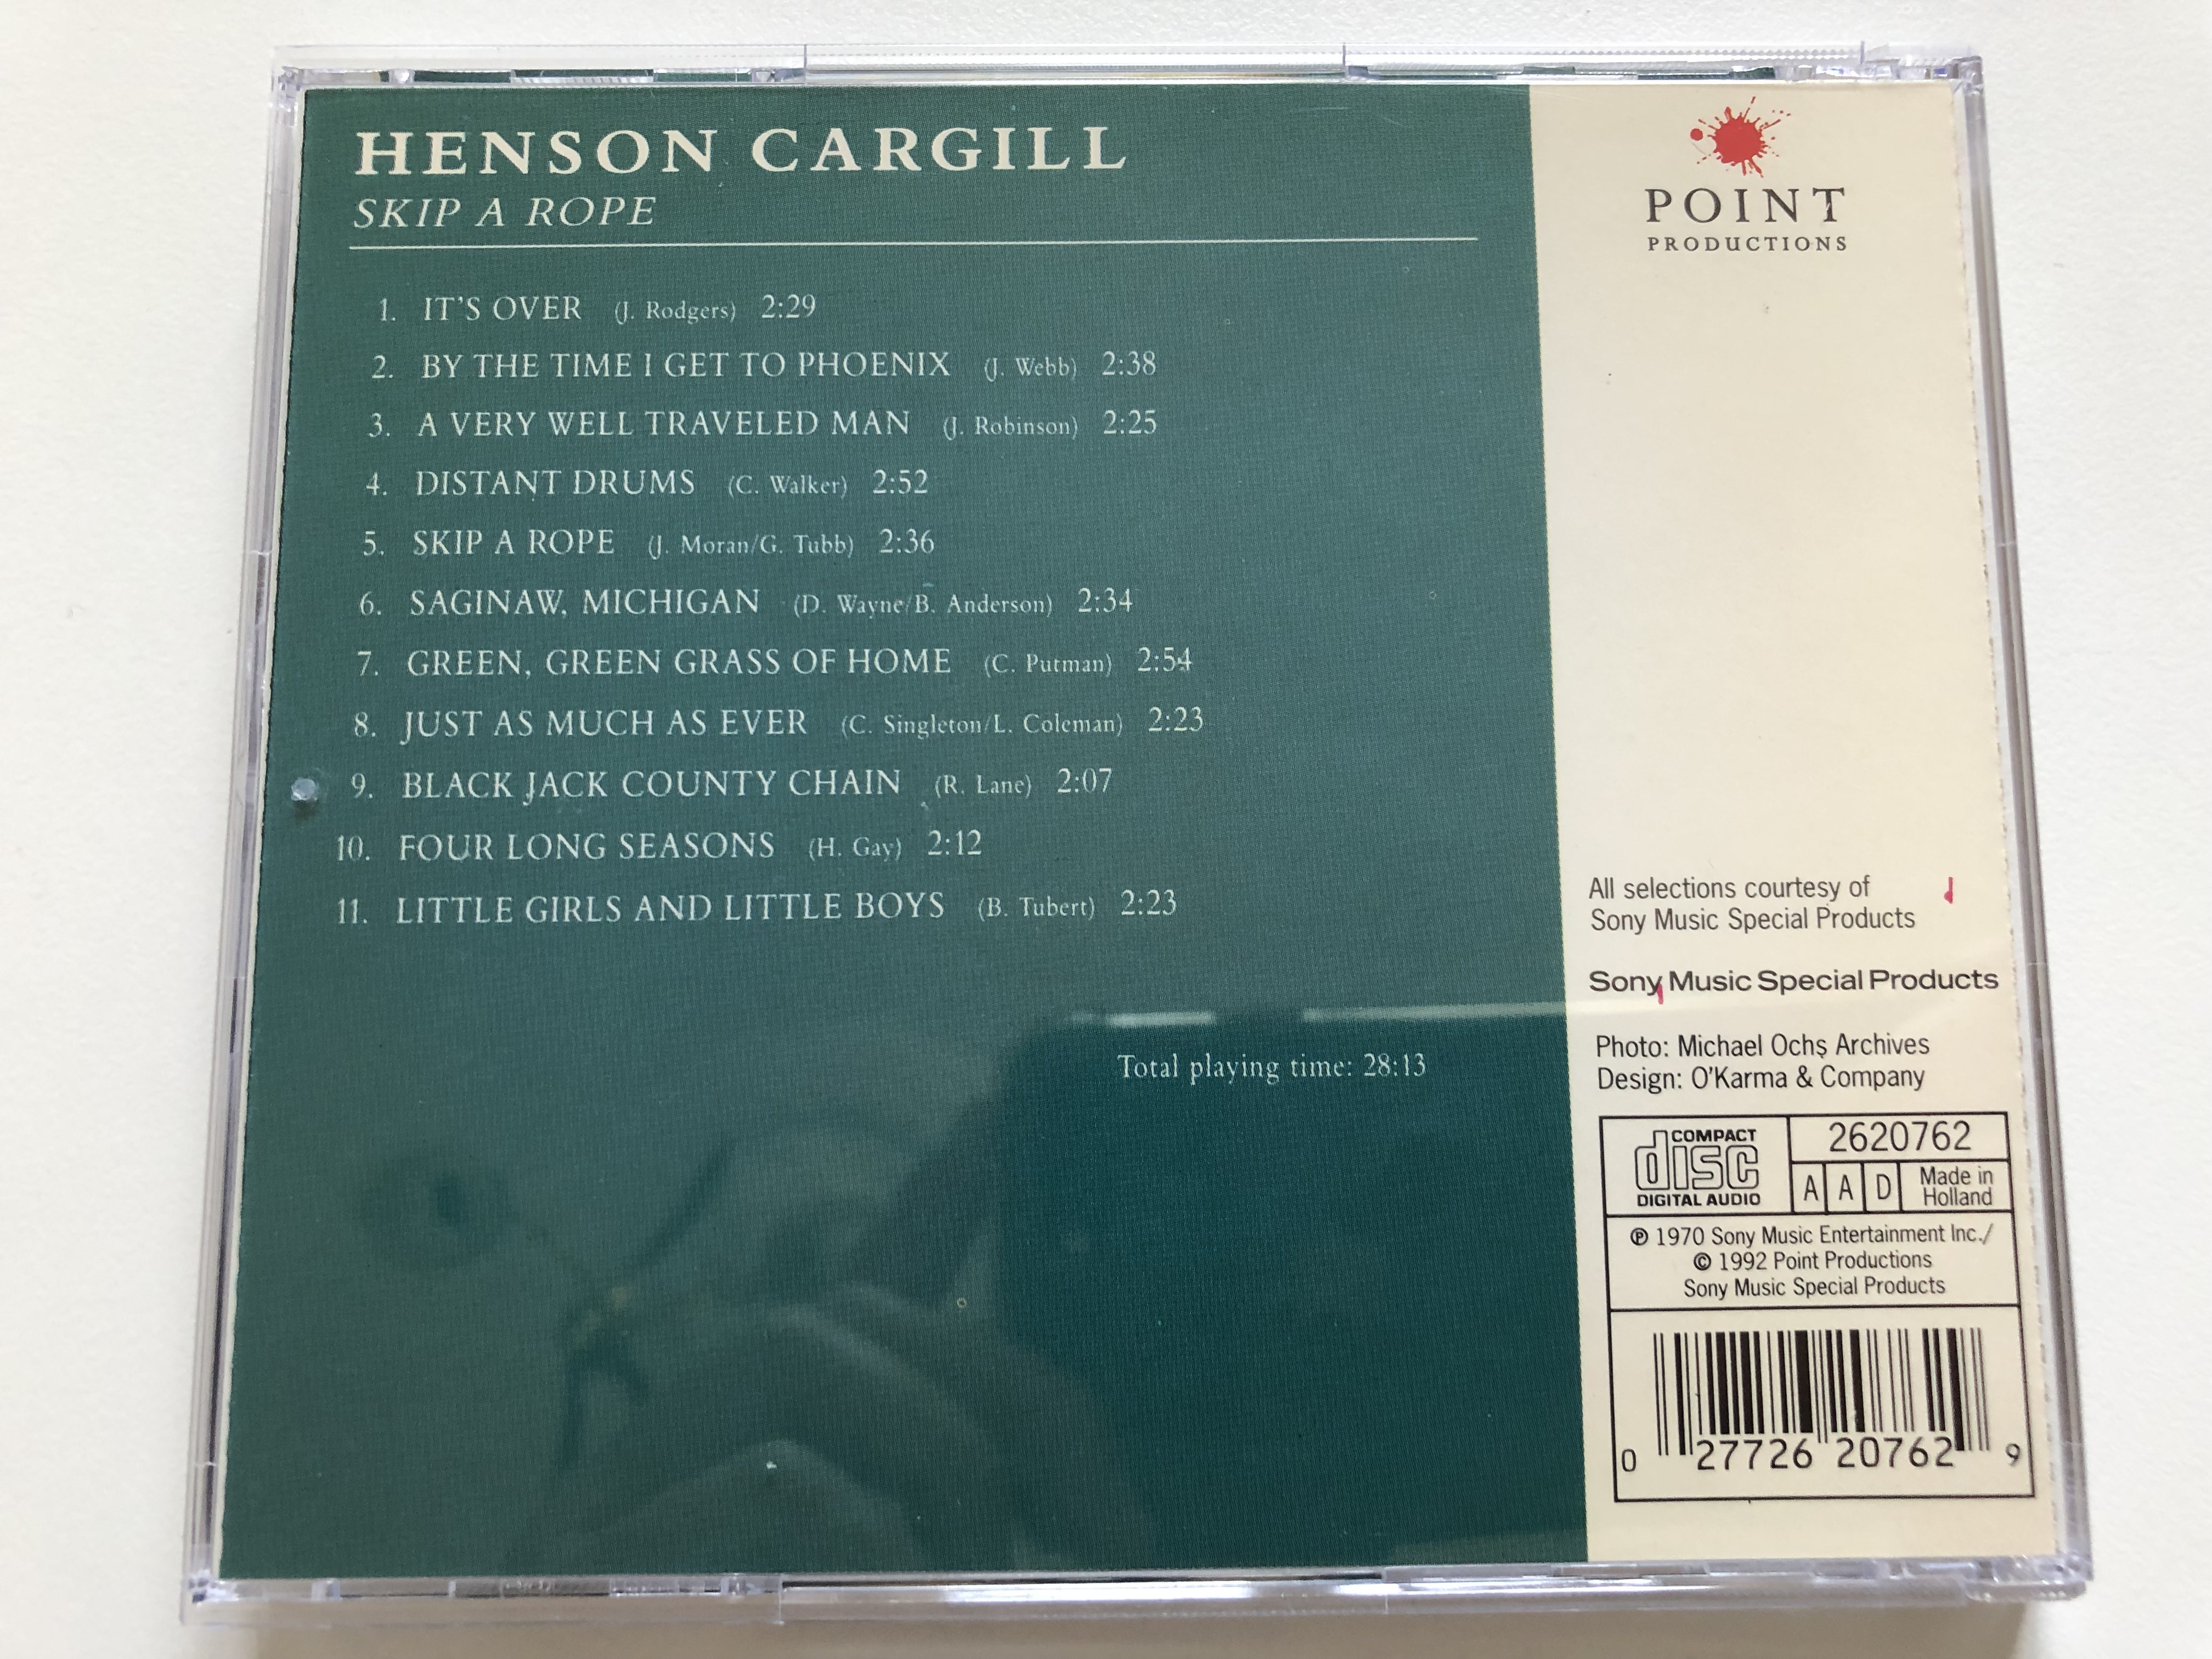 HENSON CARGILL
SKIP A ROPE
1. IT'S OVER (J. Rodgers) 2:29
2. BY THE TIME I GET TO PHOENIX (J. Webb) 2:38
3. A VERY WELL TRAVELED MAN (J. Robinson) 2:25
4. DISTANT DRUMS (C. Walker) 2:52
5. SKIP A ROPE (J. Moran/G. Tubb) 2:36
6. SAGINAW, MICHIGAN (D. Wayne/B. Anderson) 2:34
7. GREEN, GREEN GRASS OF HOME (C. Putman) 2:54
8. JUST AS MUCH AS EVER (C. Singleton/L. Coleman) 2:23
9. BLACK JACK COUNTY CHAIN (R. Lane) 2:07
10. FOUR LONG SEASONS (H. Gay) 2:12
11. LITTLE GIRLS AND LITTLE BOYS (B. Tubert) 2:23
Total playing time: 28:13
POINT
PRODUCTIONS
All selections courtesy of
Sony Music Special Products
Sony Music Special Products
Photo: Michael Ochs Archives
Design: O'Karma & Company
COMPACT
disc
DIGITAL AUDIO
2620762
A A D
Made in
Holland
℗ 1970 Sony Music Entertainment Inc./
© 1992 Point Productions
Sony Music Special Products
0 27726 20762 9